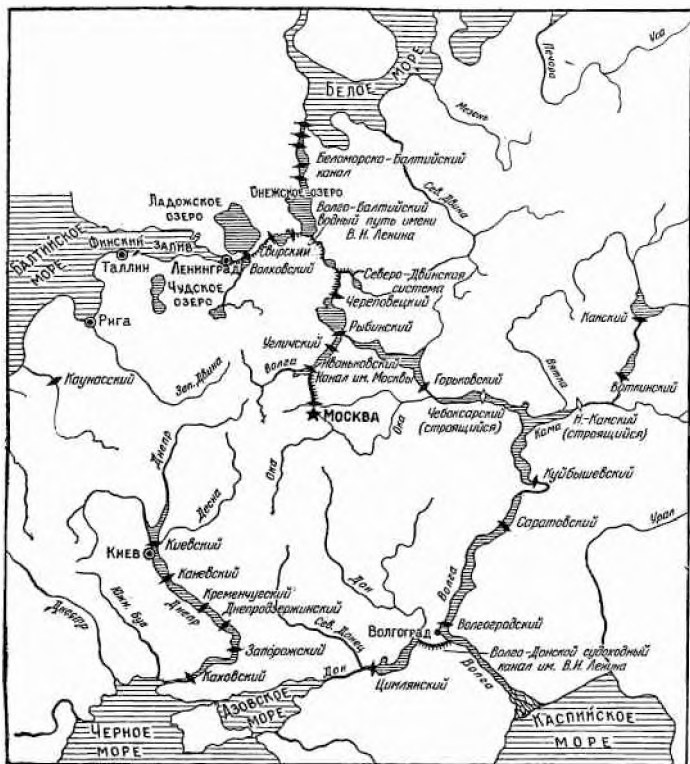 Печора
Уса
БЕЛОЕ МОРЕ
Мезень
Беломорско-Балтийский
канал
ОНЕЖСКОЕ ОЗЕРО
Сев. Двина
ЛАДОЖСКОЕ
ОЗЕРО
Волго-Балтийский
водный путь имени
В. И. Ленина
БАЛТИЙСКОЕ
МОРЕ
ФИНСКИЙ ЗАЛИВ
Таллин
Ленинград
Свирский
Волховский
ЧУДСКОЕ
ОЗЕРО
Северо-Двинская
система
Череповецкий
Рига
Рыбинский
Камский
Угличский
Волга
Иваньковский
Канал им. Москвы
Горьковский
Вятка
Воткинский
Каунасский
Зап. Двина
МОСКВА
Ока
Чебоксарский
(строящийся)
Кама
Н.-Камский
(строящийся)
Днепр
Десна
Ока
Куйбышевский
Саратовский
Урал
Киев
Киевский
Каневский
Кременчугский
Днепродзержинский
Днепр
Днестр
Юж. Буг
Дон
Волга
Сев. Донец
Волгоград
Волгоградский
Запорожский
Каховский
Дон
Цимлянский
Волго-Донской судоходный
канал им. В.И. Ленина
Волга
АЗОВСКОЕ
МОРЕ
ЧЕРНОЕ
МОРЕ
КАСПИЙСКОЕ
МОРЕ